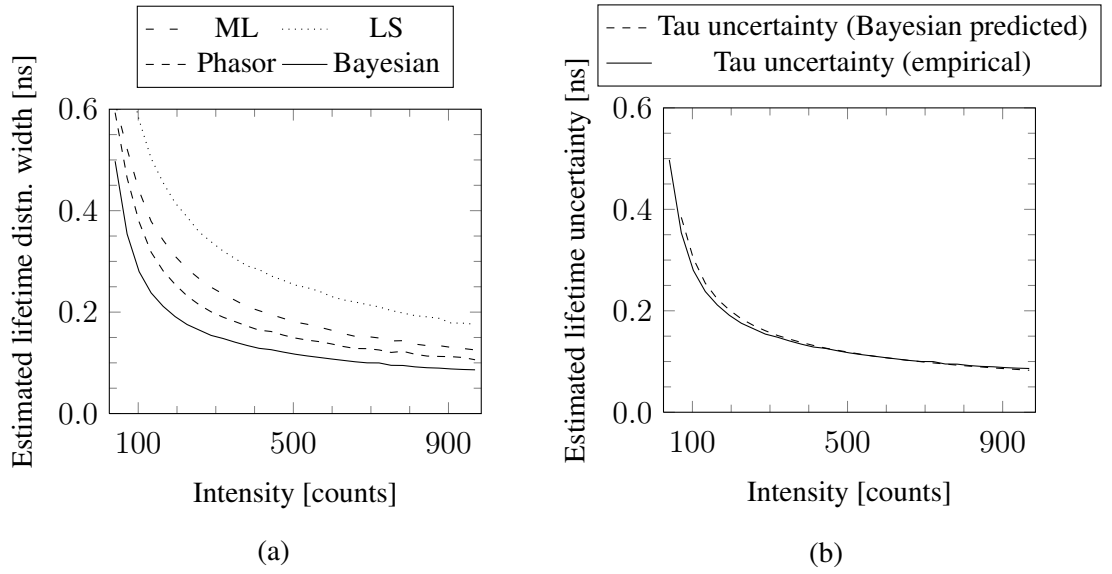 ML LS
Phasor Bayesian
Estimated lifetime distn. width [ns]
0.6
0.4
0.2
0.0
100 500 900
Intensity [counts]
(a)
Tau uncertainty (Bayesian predicted)
Tau uncertainty (empirical)
Estimated lifetime uncertainty [ns]
0.6
0.4
0.2
0.0
100 500 900
Intensity [counts]
(b)